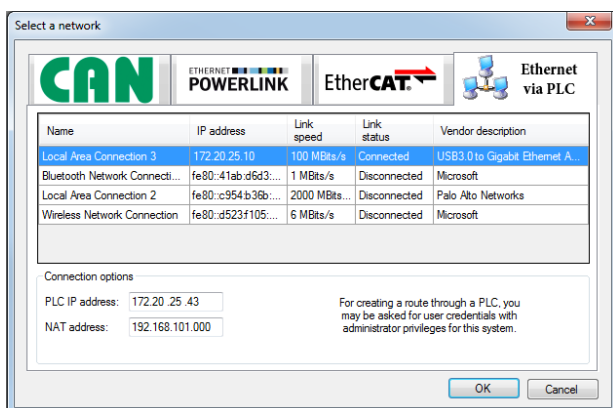 Select a network
CAN
ETHERNET
POWERLINK
EtherCAT.
Ethernet
via PLC
Name IP address Link speed Link status Vendor description
Local Area Connection 3 172.20.25.10 100 MBits/s Connected USB3.0 to Gigabit Ethernet A...
Bluetooth Network Connecti... fe80::41ab:d6d3:... 1 MBits/s Disconnected Microsoft
Local Area Connection 2 fe80::c954:b36b:... 2000 MBits... Disconnected Palo Alto Networks
Wireless Network Connection fe80::d523:f105:... 6 MBits/s Disconnected Microsoft
Connection options
PLC IP address: 172.20 .25 .43
NAT address: 192.168.101.000
For creating a route through a PLC, you
may be asked for user credentials with
administrator privileges for this system.
OK Cancel